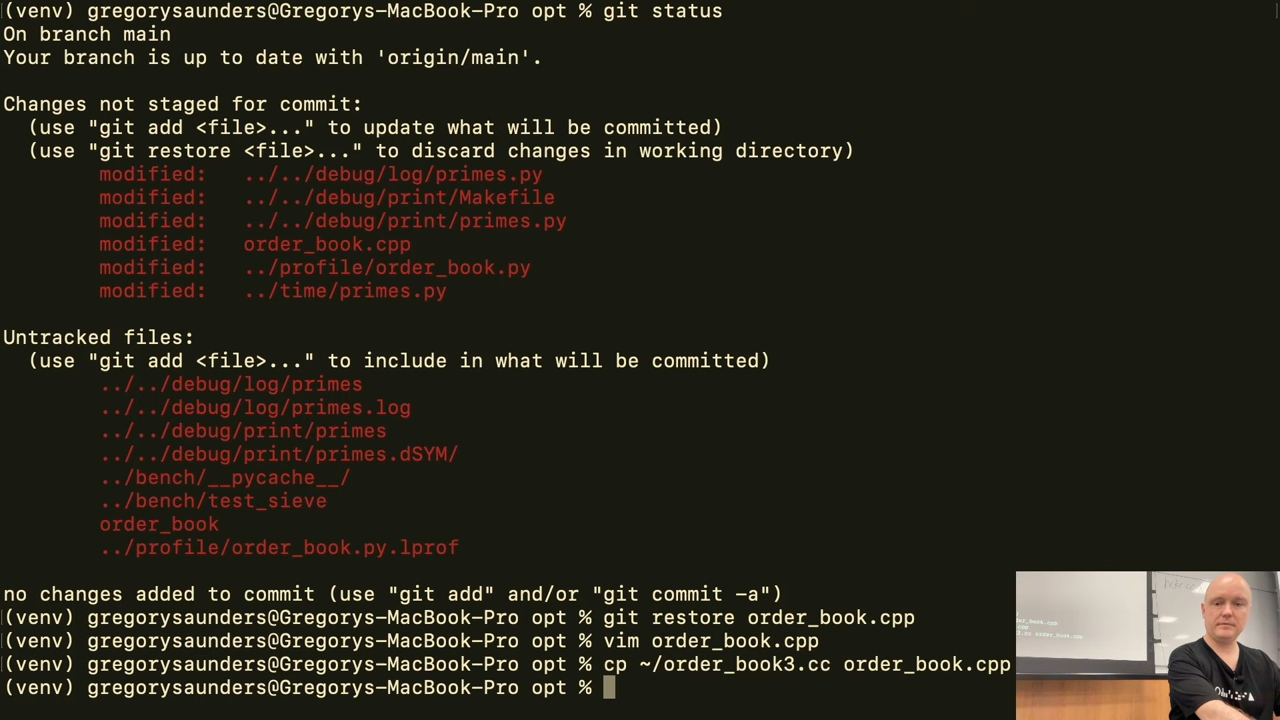 (venv) gregorysaunders@Gregorys-MacBook-Pro opt % git status
On branch main
Your branch is up to date with 'origin/main'.
Changes not staged for commit:
(use "git add <file>..." to update what will be committed)
(use "git restore <file>..." to discard changes in working directory)
modified: ../../debug/log/primes.py
modified: ../../debug/print/Makefile
modified: ../../debug/print/primes.py
modified: order_book.cpp
modified: ../profile/order_book.py
modified: ../time/primes.py
Untracked files:
(use "git add <file>..." to include in what will be committed)
../../debug/log/primes
../../debug/log/primes.log
../../debug/print/primes
../../debug/print/primes.dSYM/
../bench/__pycache__/
../bench/test_sieve
order_book
../profile/order_book.py.lprof
no changes added to commit (use "git add" and/or "git commit -a")
(venv) gregorysaunders@Gregorys-MacBook-Pro opt % git restore order_book.cpp
(venv) gregorysaunders@Gregorys-MacBook-Pro opt % vim order_book.cpp
(venv) gregorysaunders@Gregorys-MacBook-Pro opt % cp ~/order_book3.cc order_book.cpp
(venv) gregorysaunders@Gregorys-MacBook-Pro opt %